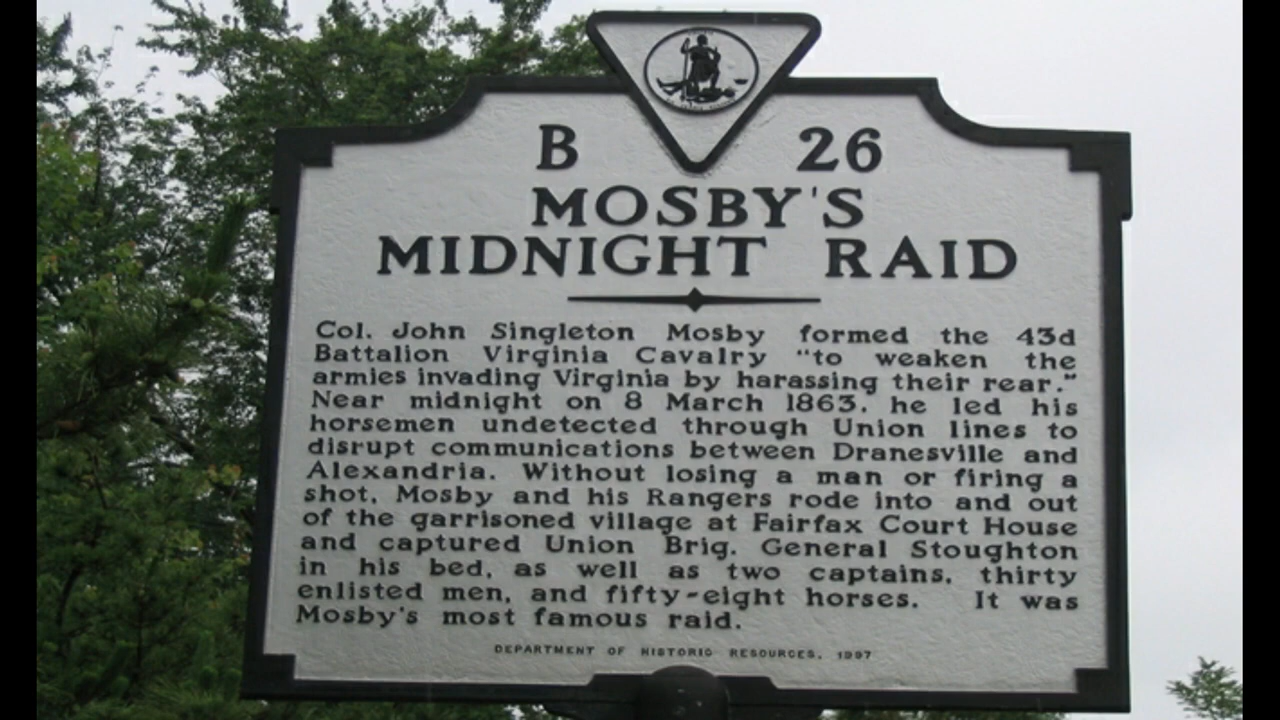 B 26
MOSBY'S
MIDNIGHT RAID
Col. John Singleton Mosby formed the 43d
Battalion Virginia Cavalry "to weaken the
armies invading Virginia by harassing their rear."
Near midnight on 8 March 1863, he led his
horsemen undetected through Union lines to
disrupt communications between Dranesville and
Alexandria. Without losing a man or firing a
shot, Mosby and his Rangers rode into and out
of the garrisoned village at Fairfax Court House
and captured Union Brig. General Stoughton
in his bed, as well as two captains, thirty
enlisted men, and fifty-eight horses. It was
Mosby's most famous raid.
DEPARTMENT OF HISTORIC RESOURCES, 1997